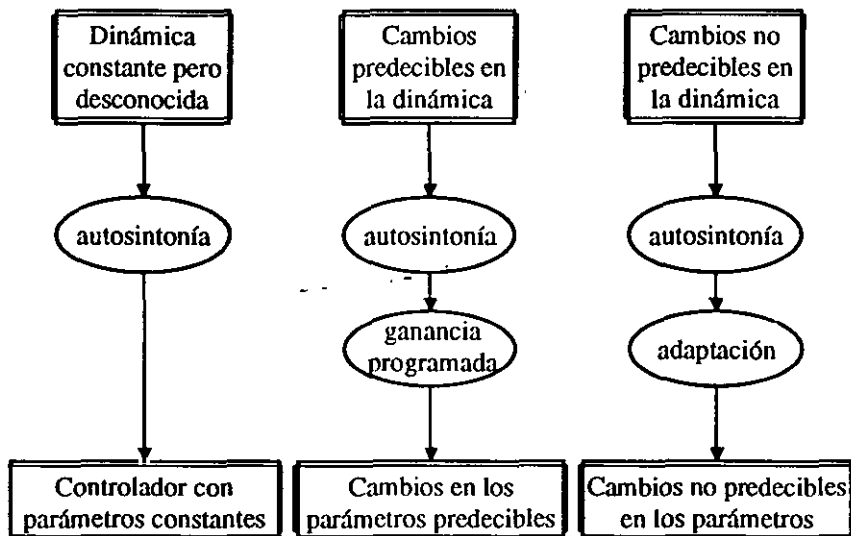 Dinámica
constante pero
desconocida
Cambios
predecibles en
la dinámica
Cambios no
predecibles en
la dinámica
autosintonía
autosintonía
autosintonía
ganancia
programada
adaptación
Controlador con
parámetros constantes
Cambios en los
parámetros predecibles
Cambios no predecibles
en los parámetros